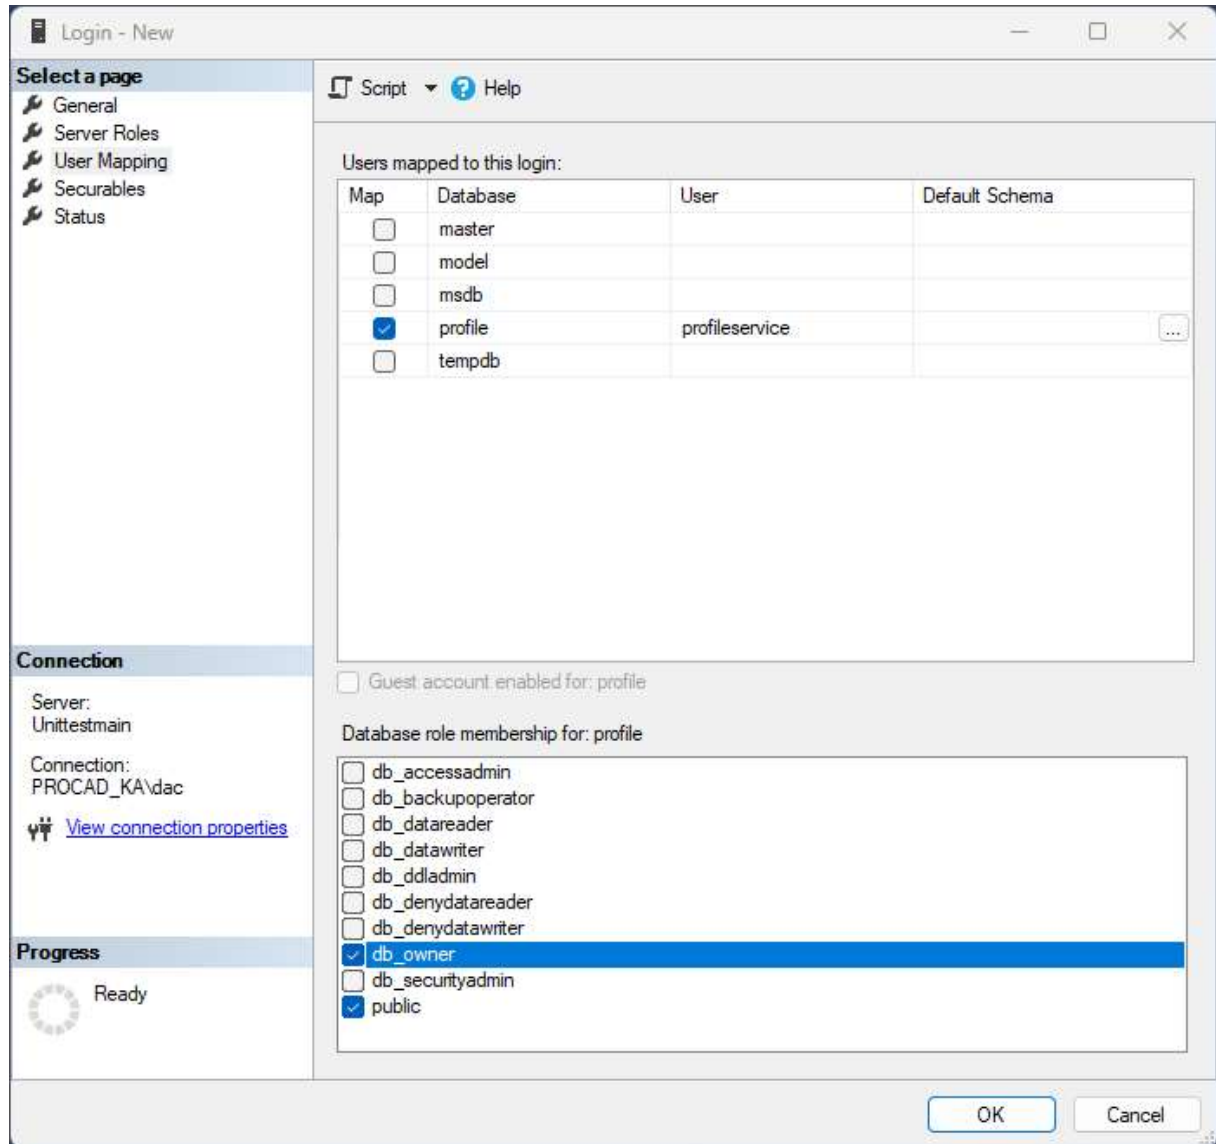 Login - New
Select a page
General
Server Roles
User Mapping
Securables
Status
Script Help
Users mapped to this login:
Map Database User Default Schema
master
model
msdb
profile profileservice ...
tempdb
Guest account enabled for: profile
Database role membership for: profile
db_accessadmin
db_backupoperator
db_datareader
db_datawriter
db_ddladmin
db_denydatareader
db_denydatawriter
db_owner
db_securityadmin
public
Connection
Server:
Unittestmain
Connection:
PROCAD_KA\dac
View connection properties
Progress
Ready
OK Cancel